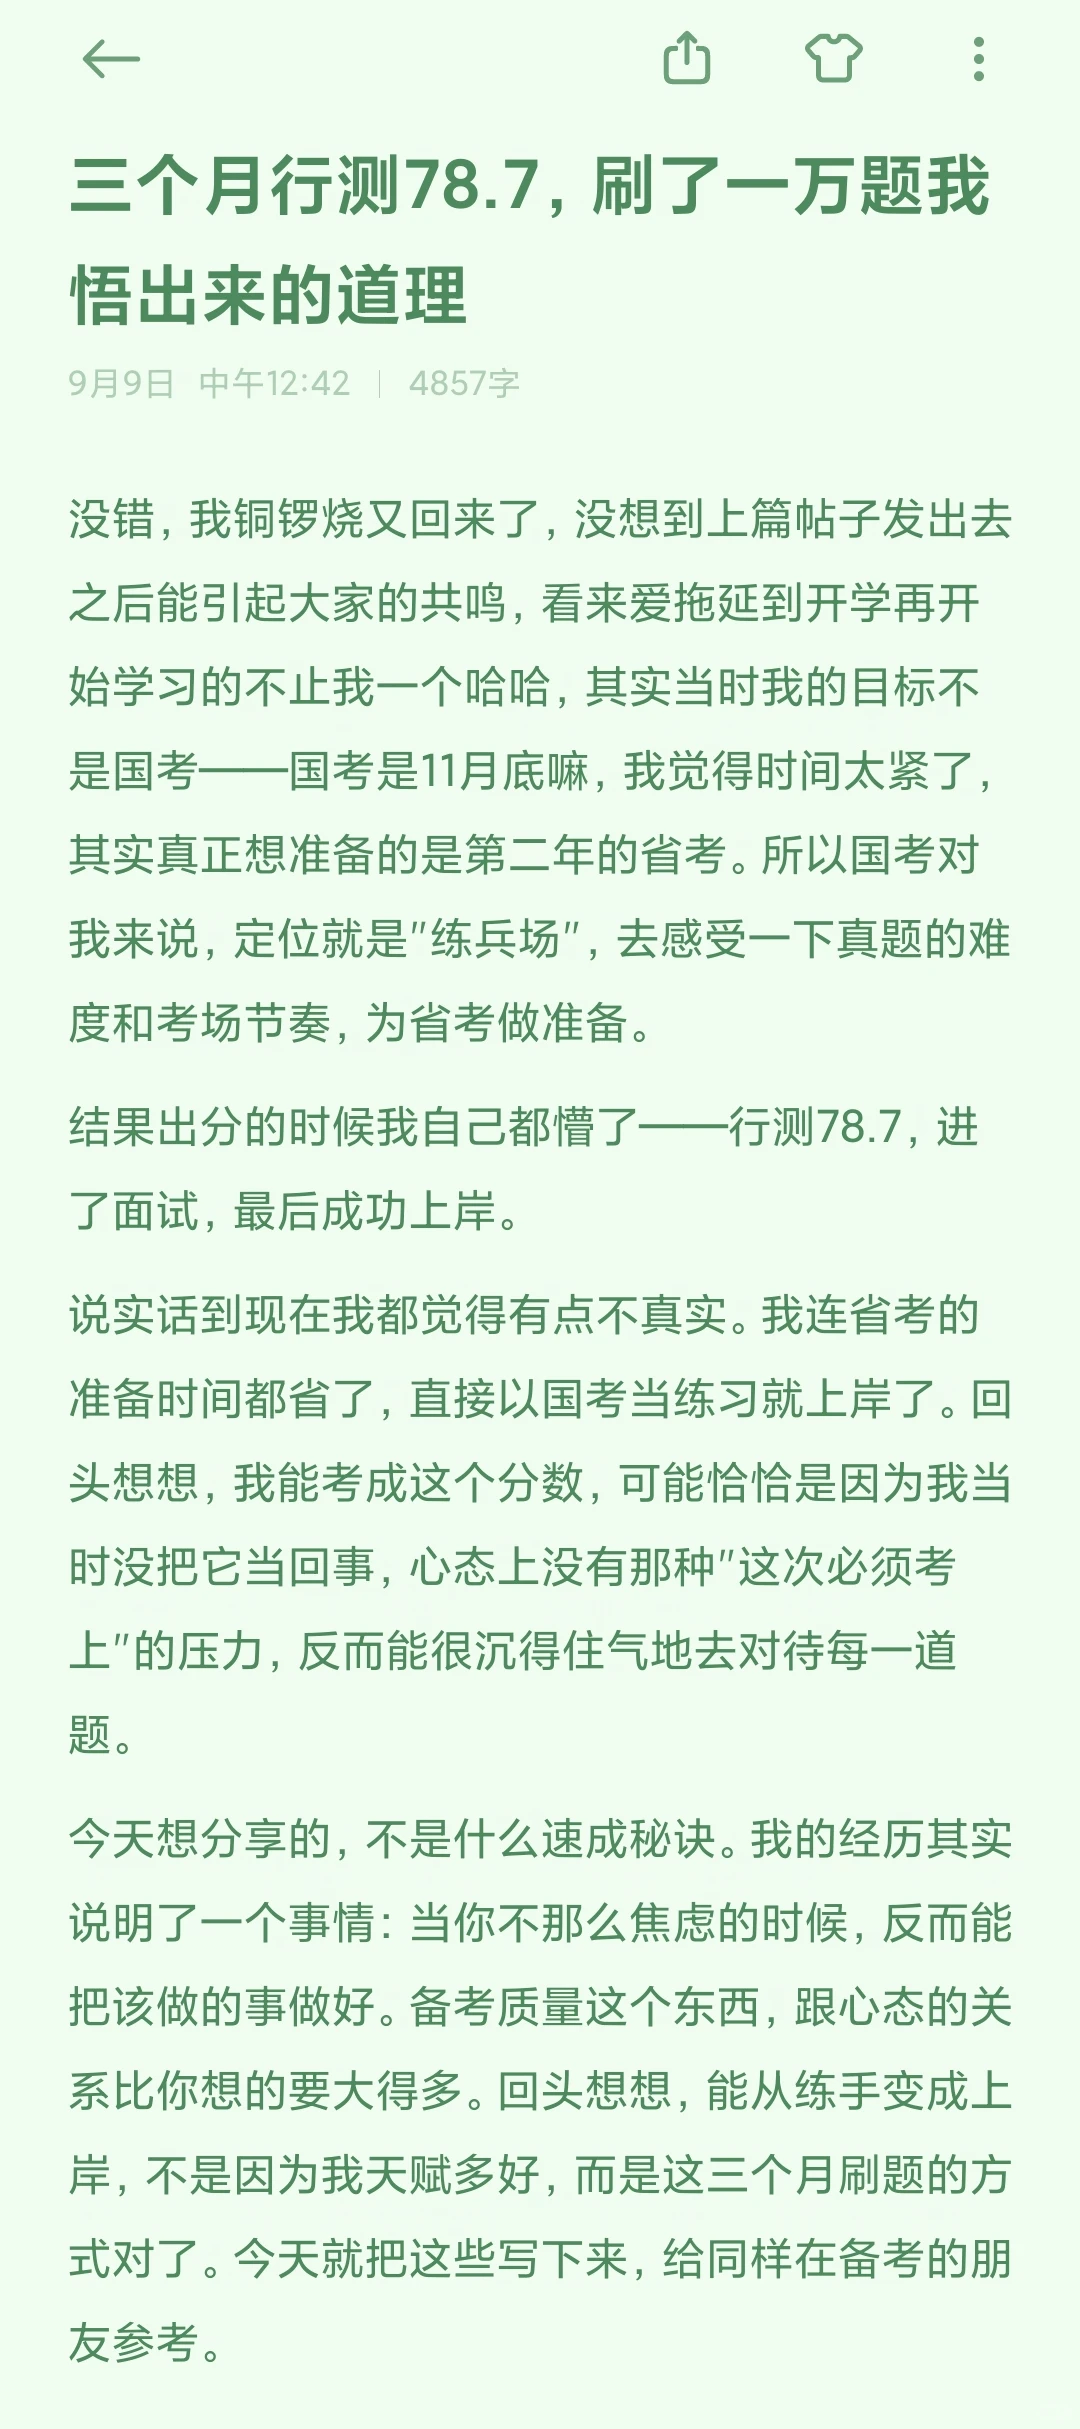 三个月行测78.7，刷了一万题我
悟出来的道理
9月9日 中午12:42 | 4857字
没错，我铜锣烧又回来了，没想到上篇帖子发出去
之后能引起大家的共鸣，看来爱拖延到开学再开
始学习的不止我一个哈哈，其实当时我的目标不
是国考——国考是11月底嘛，我觉得时间太紧了，
其实真正想准备的是第二年的省考。所以国考对
我来说，定位就是"练兵场"，去感受一下真题的难
度和考场节奏，为省考做准备。
结果出分的时候我自己都懵了——行测78.7，进
了面试，最后成功上岸。
说实话到现在我都觉得有点不真实。我连省考的
准备时间都省了，直接以国考当练习就上岸了。回
头想想，我能考成这个分数，可能恰恰是因为我当
时没把它当回事，心态上没有那种"这次必须考
上"的压力，反而能很沉得住气地去对待每一道
题。
今天想分享的，不是什么速成秘诀。我的经历其实
说明了一个事情：当你不那么焦虑的时候，反而能
把该做的事做好。备考质量这个东西，跟心态的关
系比你想的要大得多。回头想想，能从练手变成上
岸，不是因为我天赋多好，而是这三个月刷题的方
式对了。今天就把这些写下来，给同样在备考的朋
友参考。